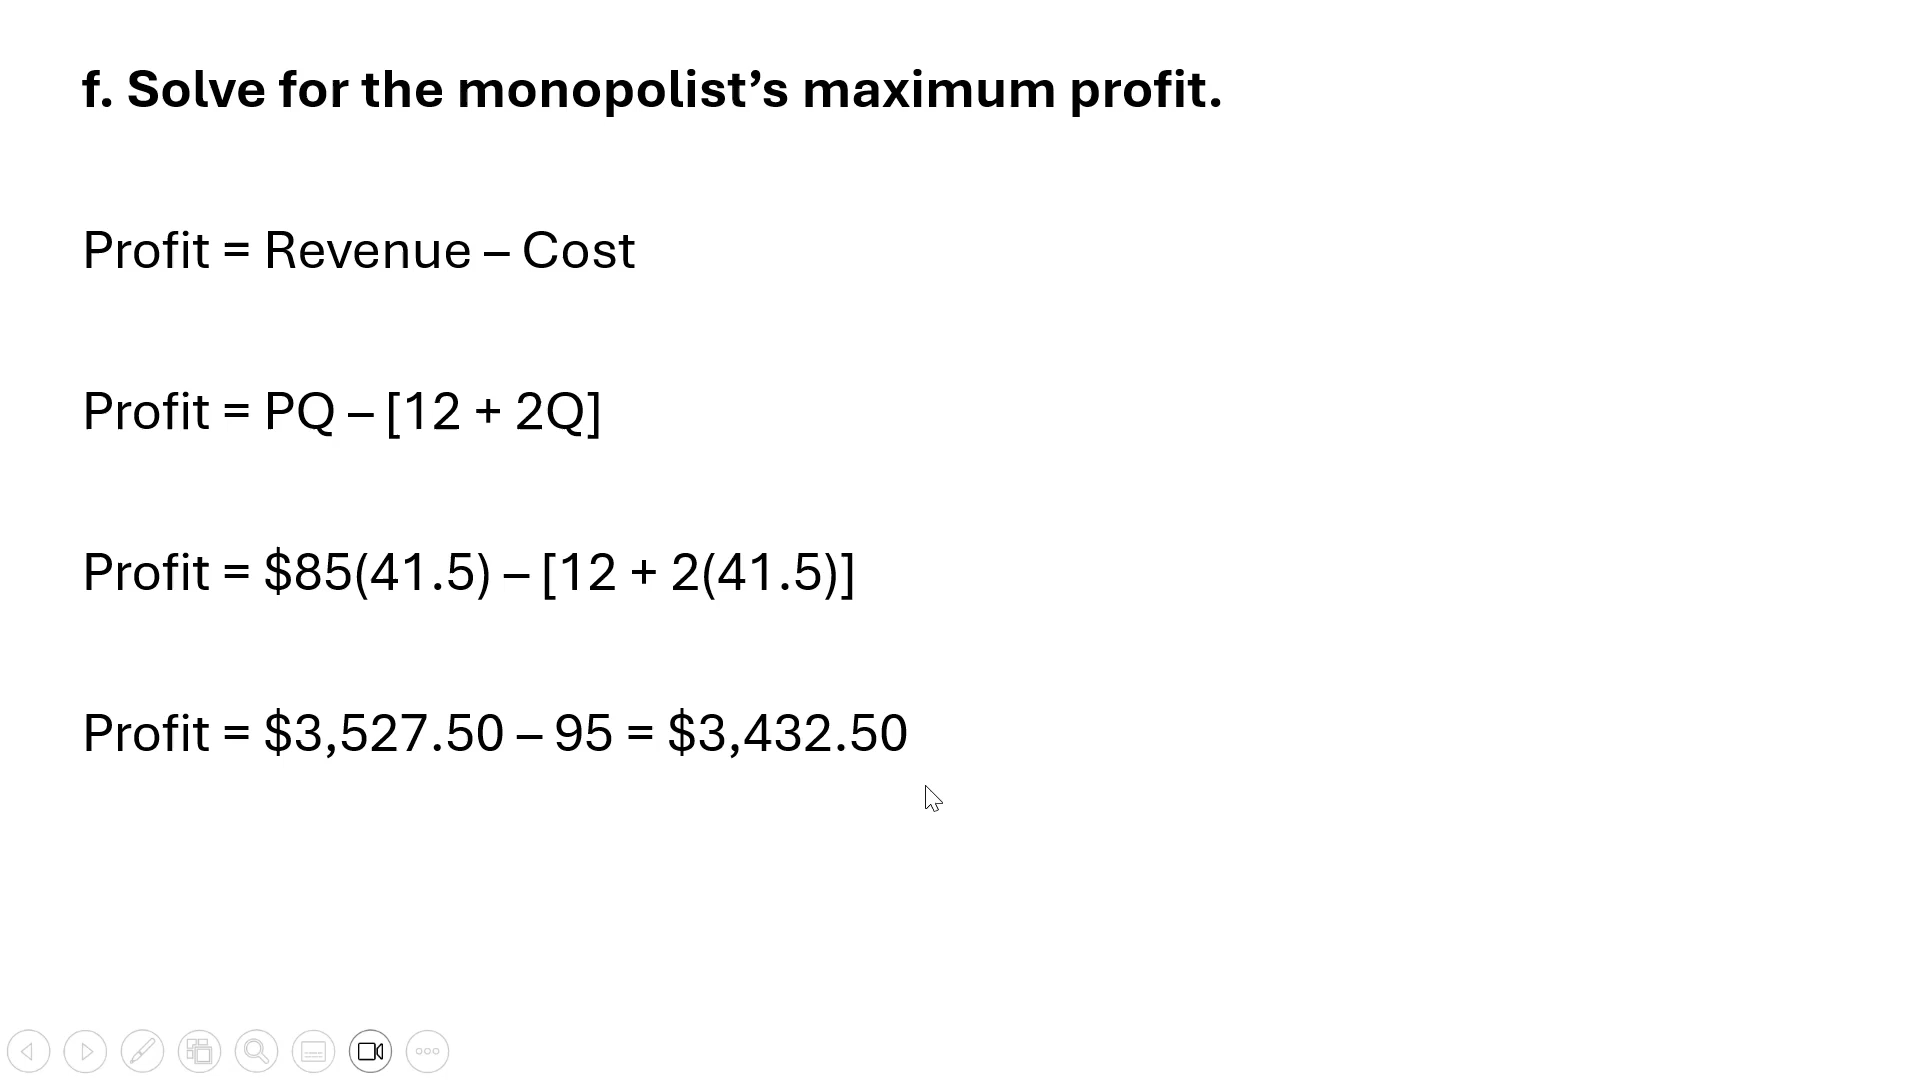 f. Solve for the monopolist’s maximum profit.
Profit = Revenue – Cost
Profit = PQ – [12 + 2Q]
Profit = $85(41.5) – [12 + 2(41.5)]
Profit = $3,527.50 – 95 = $3,432.50